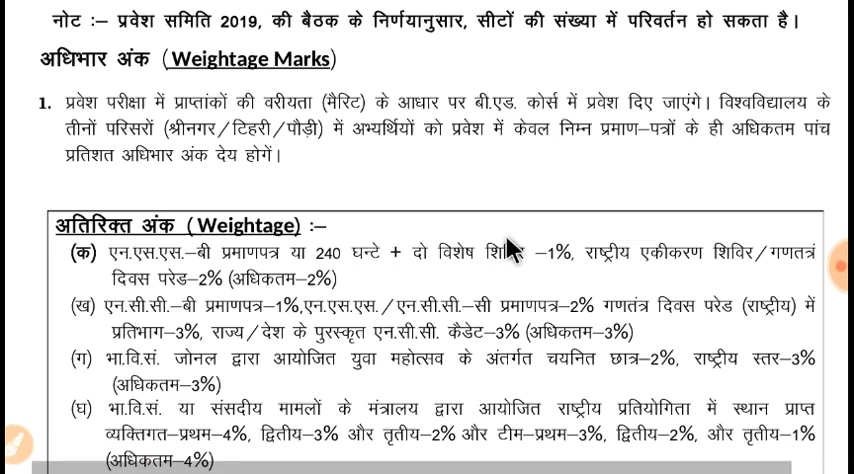 नोट :– प्रवेश समिति 2019, की बैठक के निर्णयानुसार, सीटों की संख्या में परिवर्तन हो सकता है।
अधिभार अंक (Weightage Marks)
1. प्रवेश परीक्षा में प्राप्तांकों की वरीयता (मैरिट) के आधार पर बी.एड. कोर्स में प्रवेश दिए जाएंगे। विश्वविद्यालय के
तीनों परिसरों (श्रीनगर/टिहरी/पौड़ी) में अभ्यर्थियों को प्रवेश में केवल निम्न प्रमाण–पत्रों के ही अधिकतम पांच
प्रतिशत अधिभार अंक देय होगें।
अतिरिक्त अंक (Weightage) :–
(क) एन.एस.एस.–बी प्रमाणपत्र या 240 घन्टे + दो विशेष –1%, राष्ट्रीय एकीकरण शिविर/गणतत्रं
दिवस परेड–2% (अधिकतम–2%)
(ख) एन.सी.सी.–बी प्रमाणपत्र–1%,एन.एस.एस./एन.सी.सी.–सी प्रमाणपत्र–2% गणतंत्र दिवस परेड (राष्ट्रीय) में
प्रतिभाग–3%, राज्य/देश के पुरस्कृत एन.सी.सी. कैडेट–3% (अधिकतम–3%)
(ग) भा.वि.सं. जोनल द्वारा आयोजित युवा महोत्सव के अंतर्गत चयनित छात्र–2%, राष्ट्रीय स्तर–3%
(अधिकतम–3%)
(घ) भा.वि.सं. या संसदीय मामलों के मंत्रालय द्वारा आयोजित राष्ट्रीय प्रतियोगिता में स्थान प्राप्त
व्यक्तिगत–प्रथम–4%, द्वितीय–3% और तृतीय–2% और टीम–प्रथम–3%, द्वितीय–2%, और तृतीय–1%
(अधिकतम–4%)